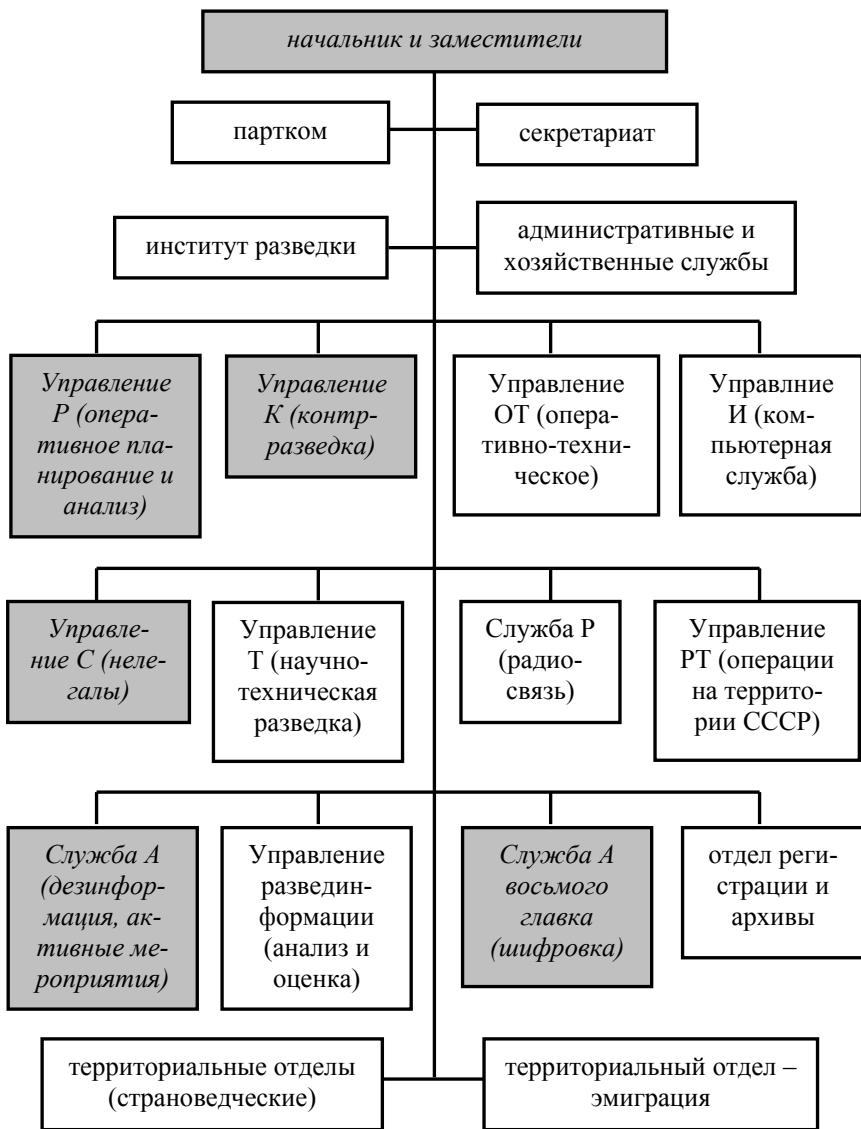 начальник и заместители
партком
секретариат
институт разведки
административные и
хозяйственные службы
Управление
Р (опера-
тивное пла-
нирование и
анализ)
Управление
К (контр-
разведка)
Управление
ОТ (опера-
тивно-техни-
ческое)
Управлние
И (ком-
пьютерная
служба)
Управле-
ние С (неле-
галы)
Управление
Т (научно-
техническая
разведка)
Служба Р
(радио-
связь)
Управление
РТ (операции
на террито-
рии СССР)
Служба А
(дезинфор-
мация, ак-
тивные ме-
роприятия)
Управление
развединф-
ормации
(анализ и
оценка)
Служба А
восьмого
главка
(шифровка)
отдел реги-
страции и
архивы
территориальные отделы
(страноведческие)
территориальный отдел –
эмиграция